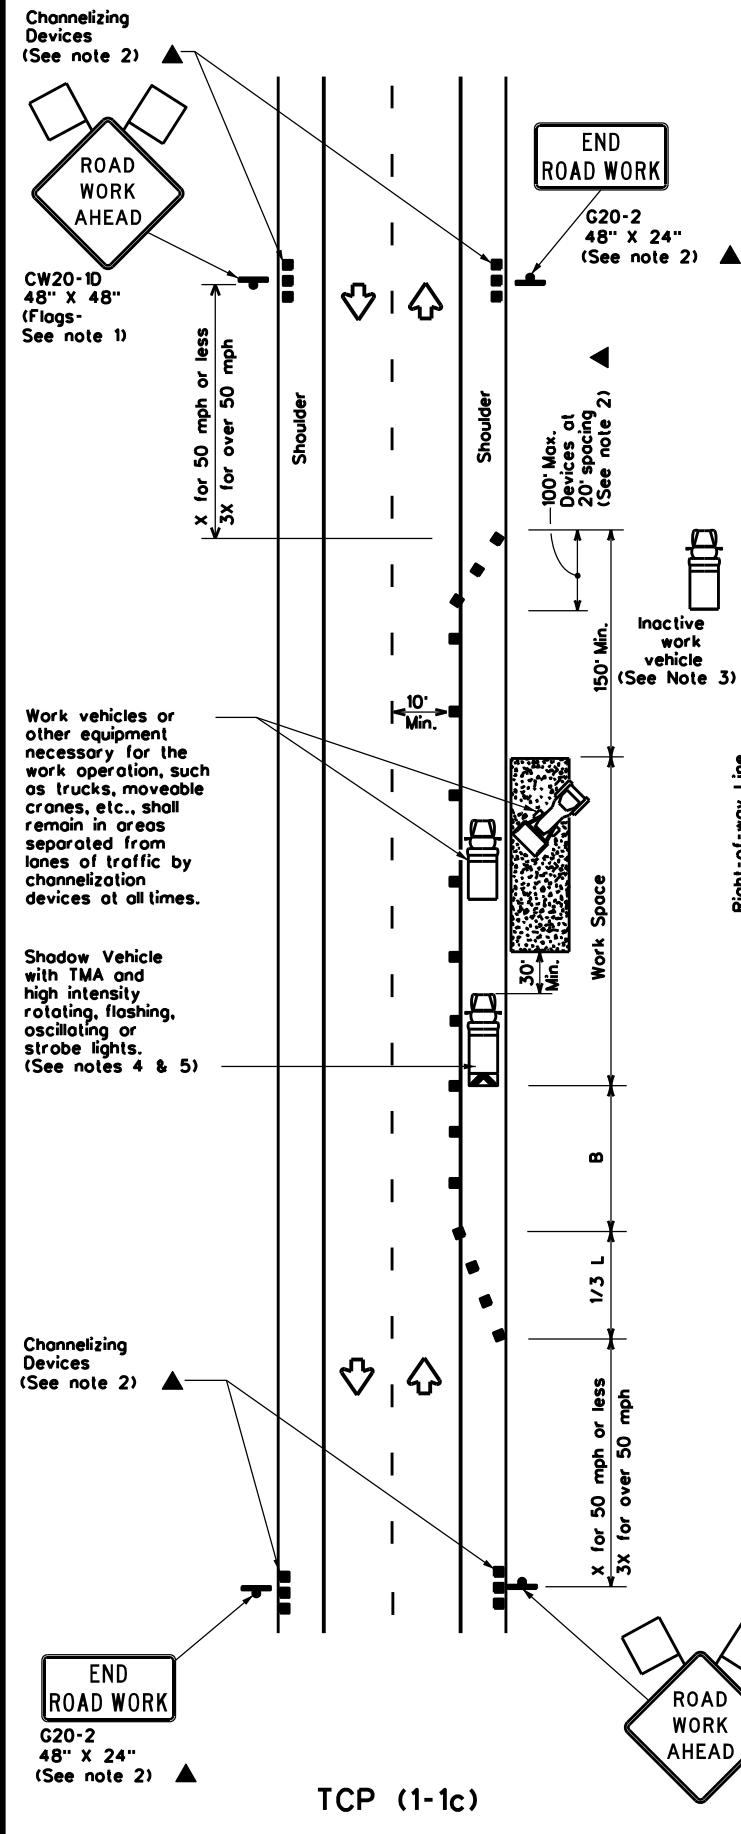 Channelizing
Devices
(See note 2)
ROAD
WORK
AHEAD
CW20-1D
48" X 48"
(Flags-
See note 1)
END
ROAD WORK
G20-2
48" X 24"
(See note 2)
X for 50 mph or less
3X for over 50 mph
Shoulder
Shoulder
100' Max.
Devices at
20' spacing
(See note 2)
150' Min.
Inactive
work
vehicle
(See Note 3)
10'
Min.
Work vehicles or
other equipment
necessary for the
work operation, such
as trucks, moveable
cranes, etc., shall
remain in areas
separated from
lanes of traffic by
channelization
devices at all times.
Right-of-way Line
Work Space
30'
Min.
Shadow Vehicle
with TMA and
high intensity
rotating, flashing,
oscillating or
strobe lights.
(See notes 4 & 5)
B
1/3 L
Channelizing
Devices
(See note 2)
X for 50 mph or less
3X for over 50 mph
END
ROAD WORK
G20-2
48" X 24"
(See note 2)
ROAD
WORK
AHEAD
TCP (1-1c)